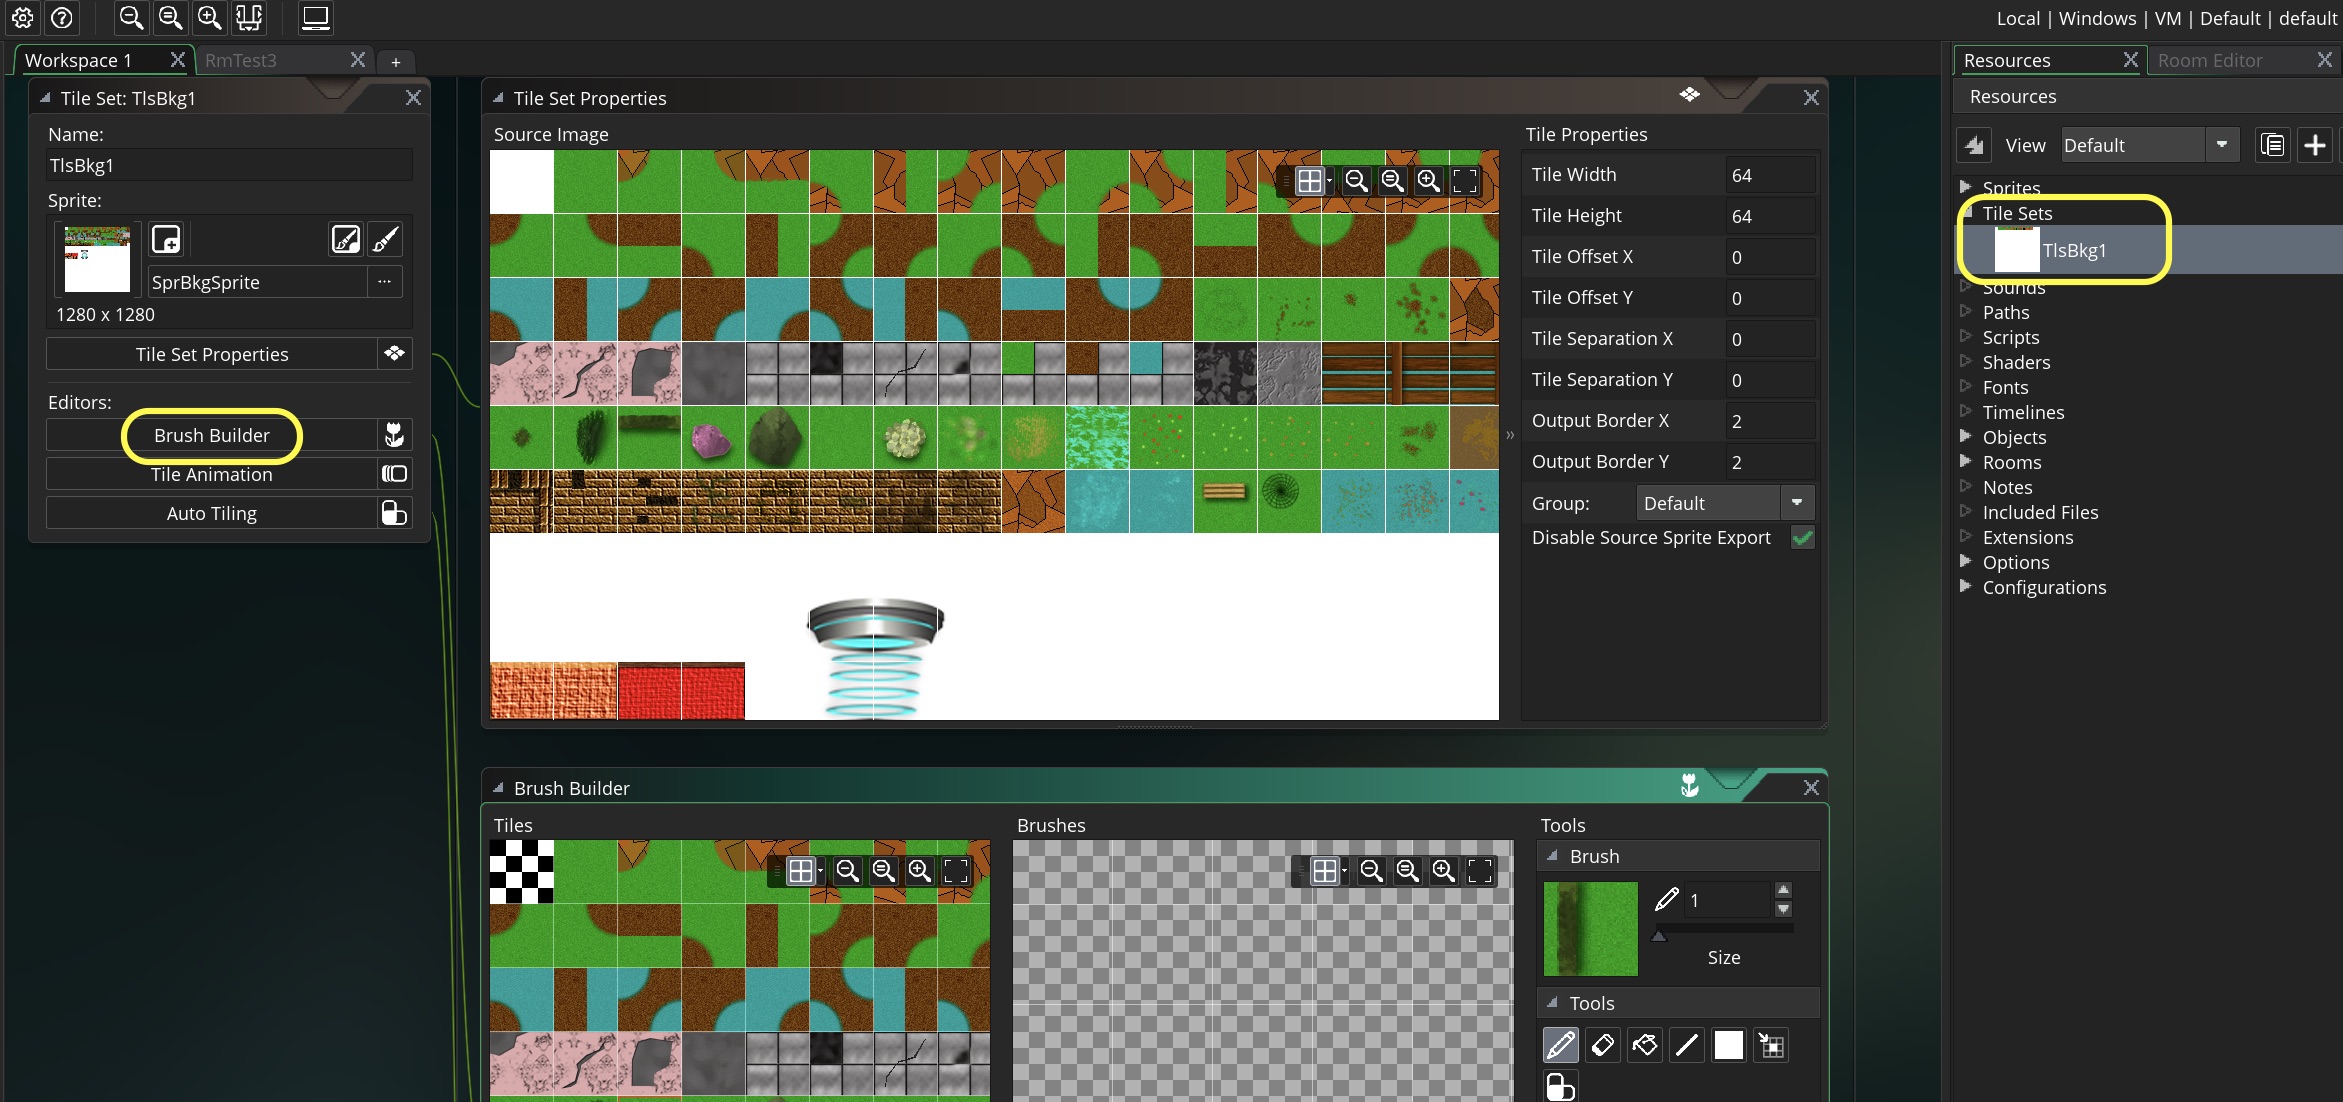 Local | Windows | VM | Default | default
Workspace 1
RmTest3
+
Resources
Room Editor
Tile Set: TlsBkg1
Name:
TlsBkg1
Sprite:
SprBkgSprite
...
1280 x 1280
Tile Set Properties
Editors:
Brush Builder
Tile Animation
Auto Tiling
Tile Set Properties
Source Image
Tile Properties
Tile Width 64
Tile Height 64
Tile Offset X 0
Tile Offset Y 0
Tile Separation X 0
Tile Separation Y 0
Output Border X 2
Output Border Y 2
Group: Default
Disable Source Sprite Export
Brush Builder
Tiles
Brushes
Tools
Brush
1
Size
Tools
Resources
View Default
Sprites
Tile Sets
TlsBkg1
Sounds
Paths
Scripts
Shaders
Fonts
Timelines
Objects
Rooms
Notes
Included Files
Extensions
Options
Configurations